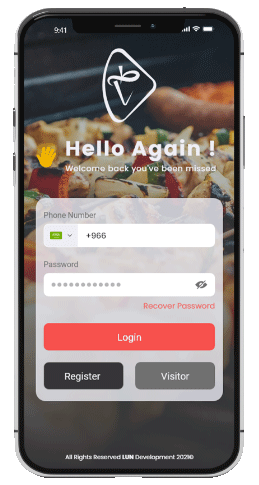 9:41
Hello Again !
Welcome back you've been missed
Phone Number
+966
Password
Recover Password
Login
Register
Visitor
All Rights Reserved LUN Development